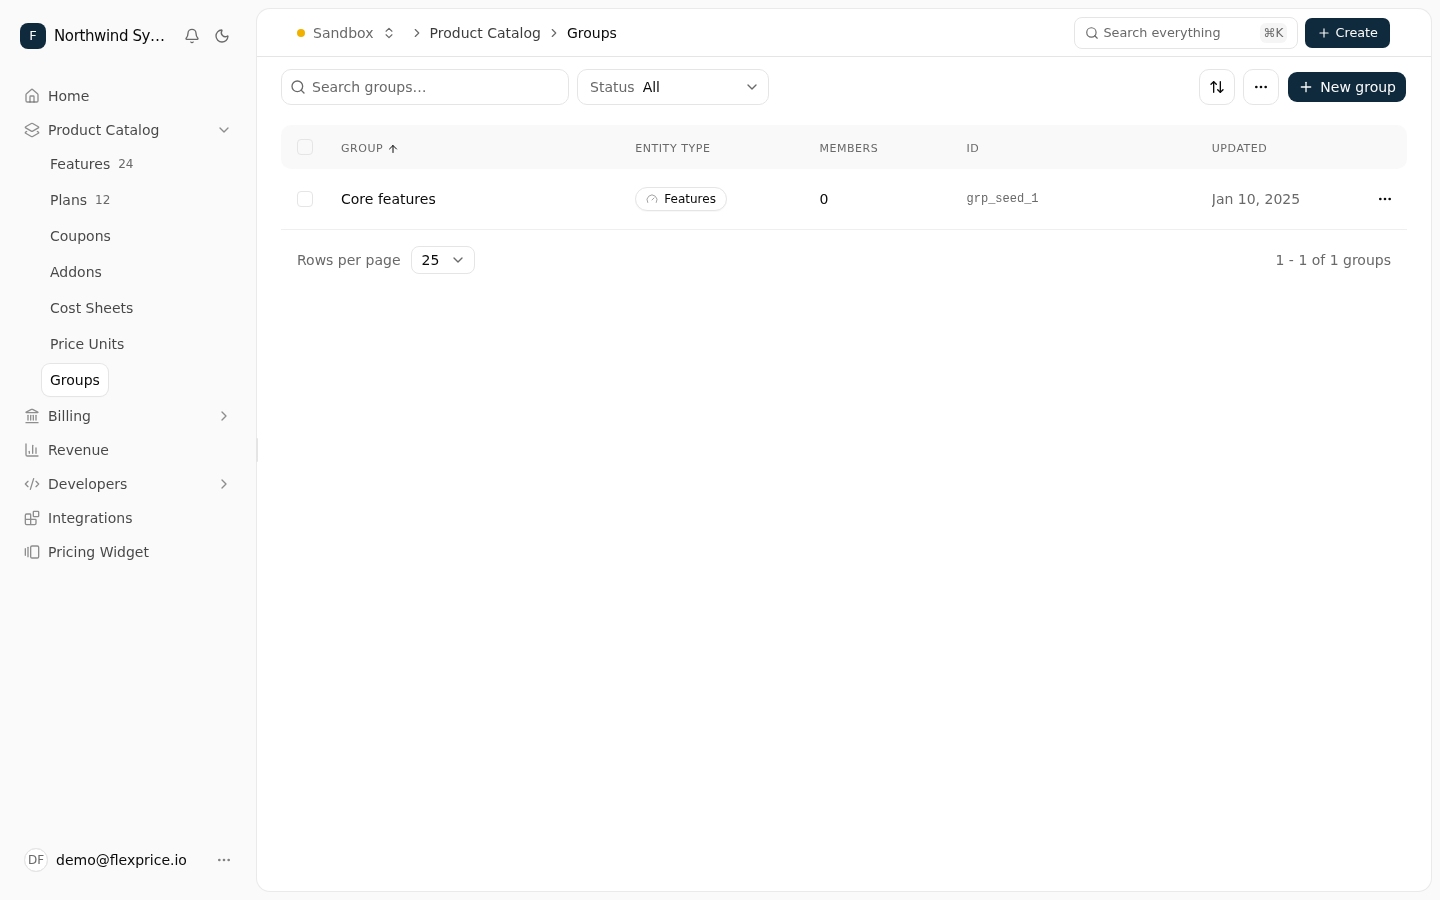 F Northwind Sy...
Sandbox Product Catalog Groups
Search everything ⌘K
+ Create
Home
Product Catalog
Features 24
Plans 12
Coupons
Addons
Cost Sheets
Price Units
Groups
Billing
Revenue
Developers
Integrations
Pricing Widget
DF demo@flexprice.io
Search groups...
Status All
+ New group
GROUP ENTITY TYPE MEMBERS ID UPDATED
Core features Features 0 grp_seed_1 Jan 10, 2025
Rows per page 25
1 - 1 of 1 groups